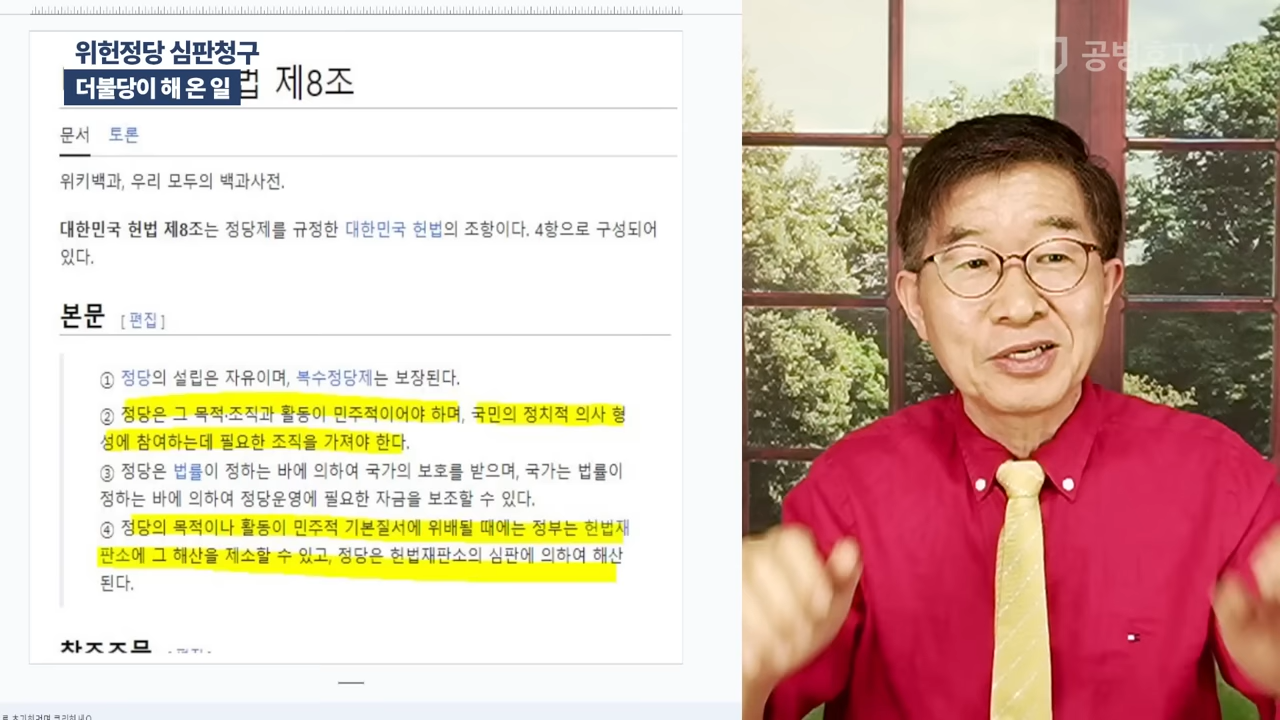 위헌정당 심판청구
더불당이 해 온 일
법 제8조
공병호TV
문서 토론
위키백과, 우리 모두의 백과사전.
대한민국 헌법 제8조는 정당제를 규정한 대한민국 헌법의 조항이다. 4항으로 구성되어
있다.
본문 [편집]
① 정당의 설립은 자유이며, 복수정당제는 보장된다.
② 정당은 그 목적·조직과 활동이 민주적이어야 하며, 국민의 정치적 의사 형
성에 참여하는데 필요한 조직을 가져야 한다.
③ 정당은 법률이 정하는 바에 의하여 국가의 보호를 받으며, 국가는 법률이
정하는 바에 의하여 정당운영에 필요한 자금을 보조할 수 있다.
④ 정당의 목적이나 활동이 민주적 기본질서에 위배될 때에는 정부는 헌법재
판소에 그 해산을 제소할 수 있고, 정당은 헌법재판소의 심판에 의하여 해산
된다.
참조조문 [편집]